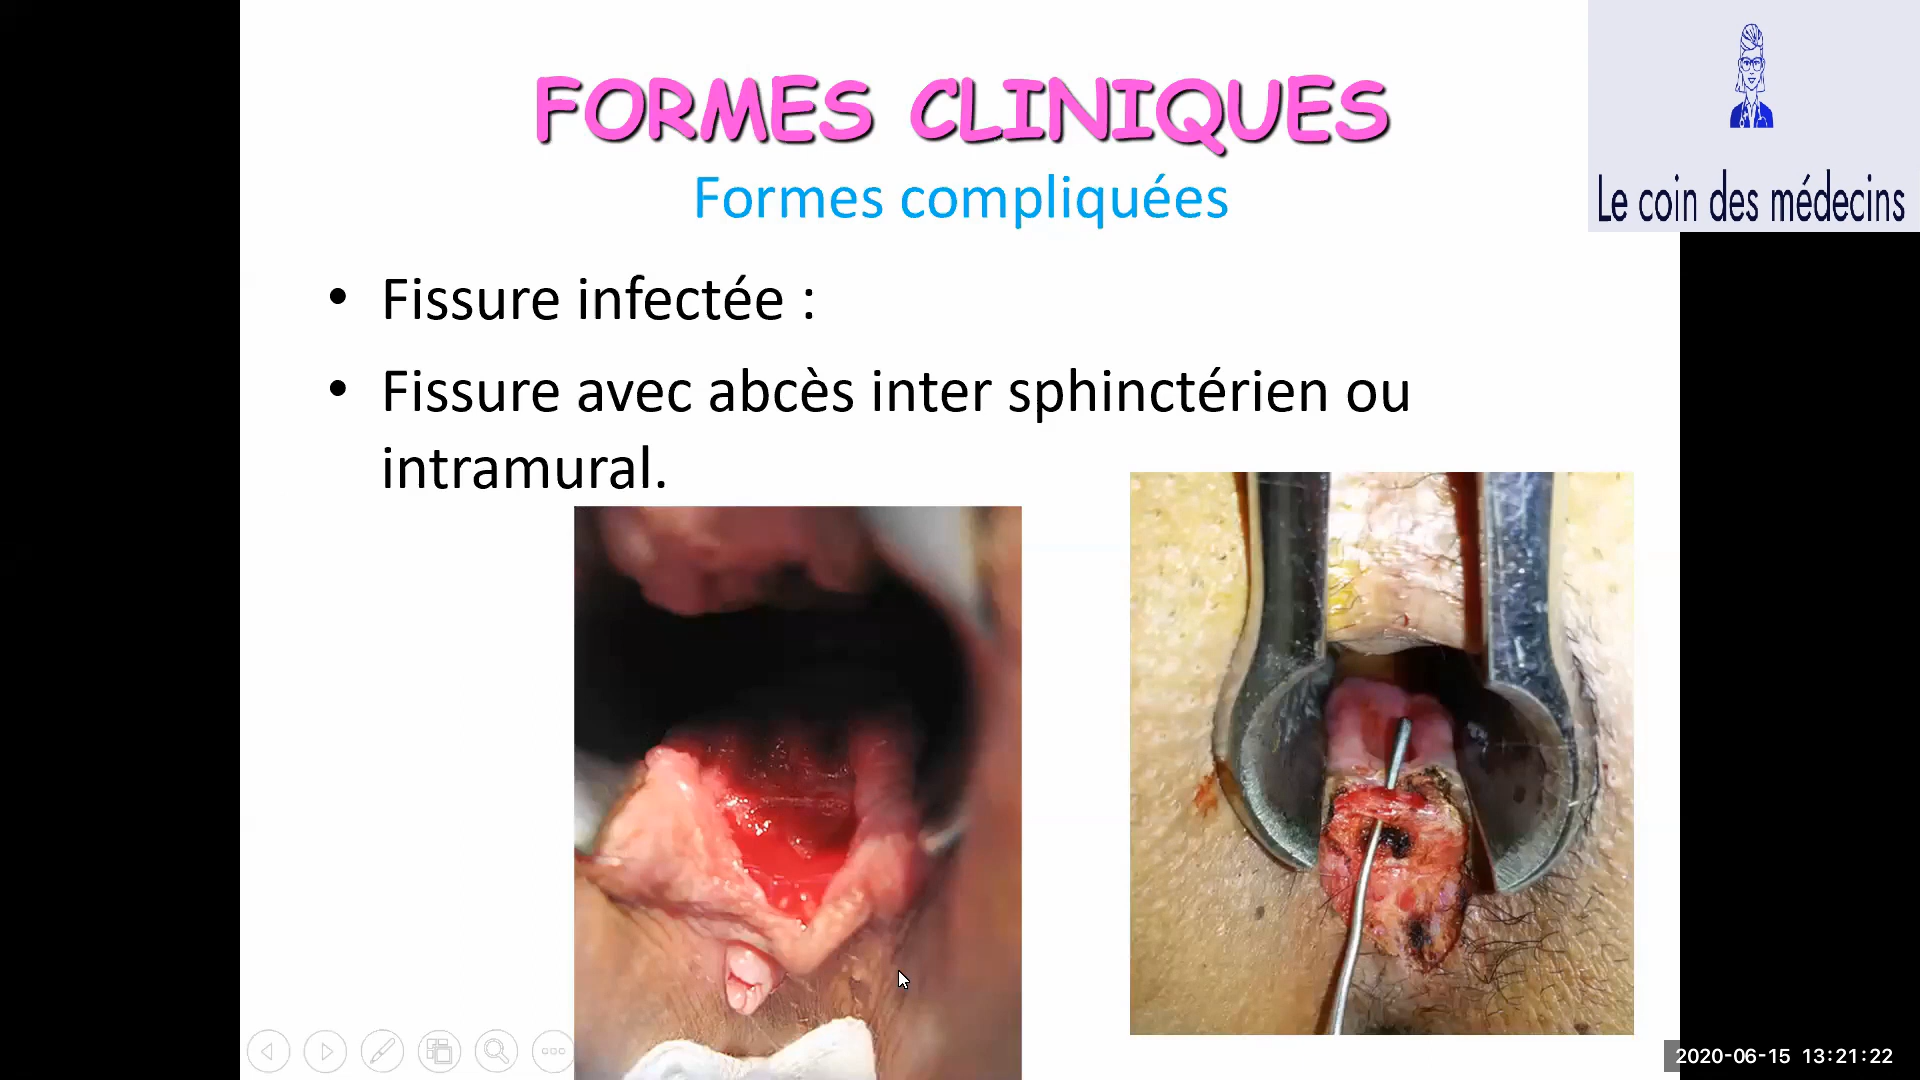 FORMES CLINIQUES
Formes compliquées
Le coin des médecins
• Fissure infectée :
• Fissure avec abcès inter sphinctérien ou
intramural.
2020-06-15 13:21:22